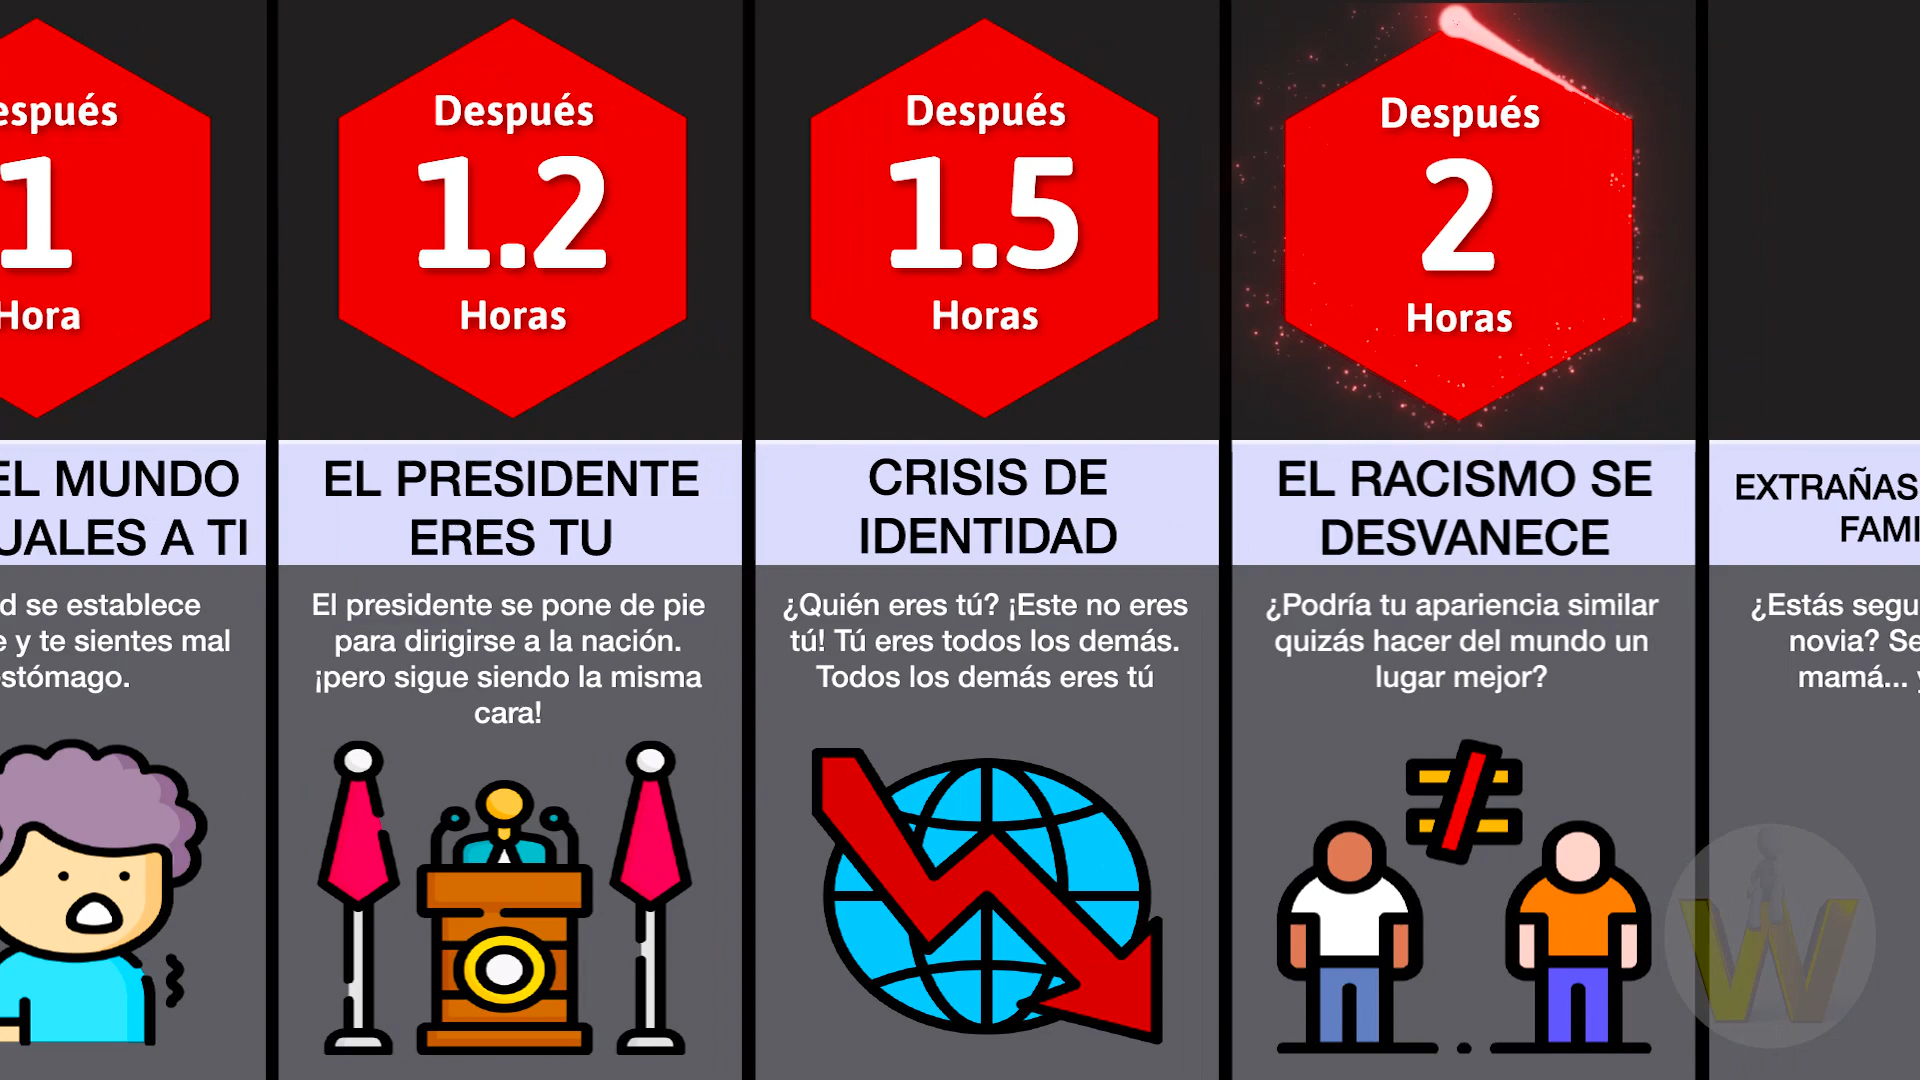 espués
1
Hora
EL MUNDO
UALES A TI
d se establece
e y te sientes mal
stómago.
Después
1.2
Horas
EL PRESIDENTE
ERES TU
El presidente se pone de pie
para dirigirse a la nación.
¡pero sigue siendo la misma
cara!
Después
1.5
Horas
CRISIS DE
IDENTIDAD
¿Quién eres tú? ¡Este no eres
tú! Tú eres todos los demás.
Todos los demás eres tú
Después
2
Horas
EL RACISMO SE
DESVANECE
¿Podría tu apariencia similar
quizás hacer del mundo un
lugar mejor?
EXTRAÑAS
FAMI
¿Estás segu
novia? Se
mamá... y
W